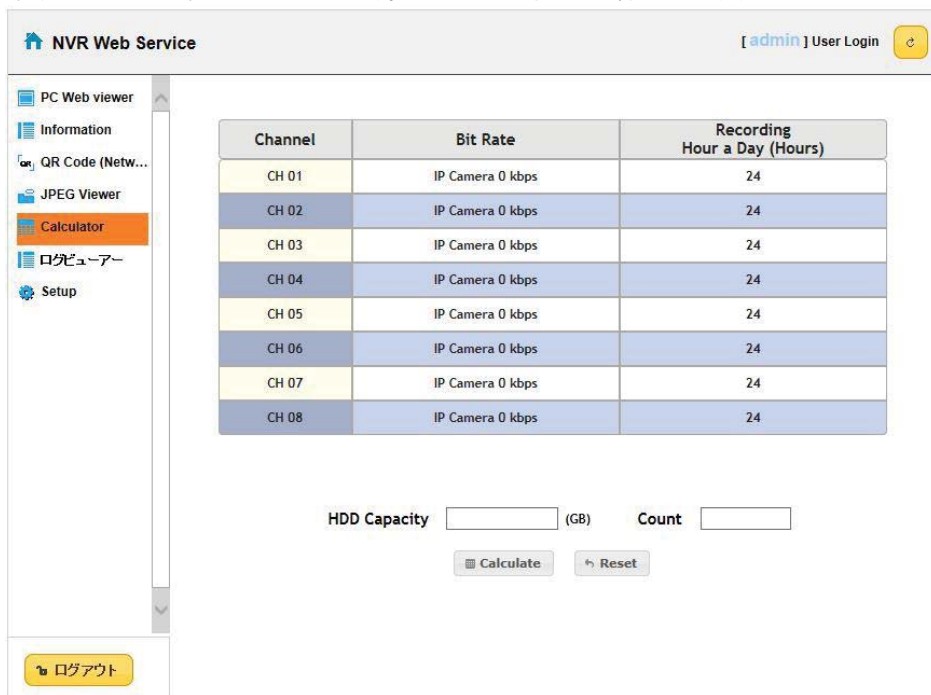 NVR Web Service
[ admin ] User Login
PC Web viewer
Information
QR QR Code (Netw...
JPEG Viewer
Calculator
ログビューアー
Setup
ログアウト
Channel Bit Rate Recording Hour a Day (Hours)
CH 01 IP Camera 0 kbps 24
CH 02 IP Camera 0 kbps 24
CH 03 IP Camera 0 kbps 24
CH 04 IP Camera 0 kbps 24
CH 05 IP Camera 0 kbps 24
CH 06 IP Camera 0 kbps 24
CH 07 IP Camera 0 kbps 24
CH 08 IP Camera 0 kbps 24
HDD Capacity (GB) Count
Calculate Reset